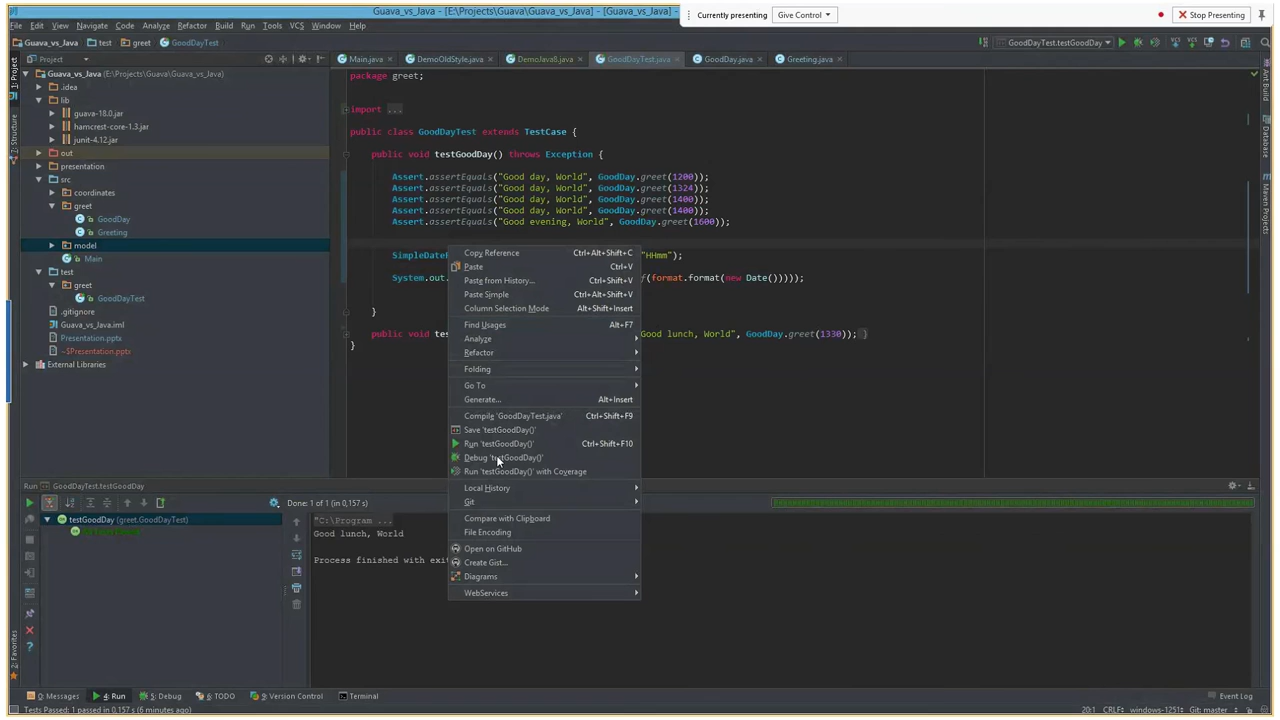 Guava_vs_Java - [E:\Projects\Guava\Guava_vs_Java] - [Guava_vs
Currently presenting
Give Control
Stop Presenting
File Edit View Navigate Code Analyze Refactor Build Run Tools VCS Window Help
Guava_vs_Java test greet GoodDayTest
GoodDayTest.testGoodDay
Project
Main.java DemoOldStyle.java DemoJava8.java GoodDayTest.java GoodDay.java Greeting.java
Guava_vs_Java (E:\Projects\Guava\Guava_vs_Java)
.idea
lib
guava-18.0.jar
hamcrest-core-1.3.jar
junit-4.12.jar
out
presentation
src
coordinates
greet
GoodDay
Greeting
model
Main
test
greet
GoodDayTest
.gitignore
Guava_vs_Java.iml
Presentation.pptx
~$Presentation.pptx
External Libraries
1: Project
7: Structure
2: Favorites
Ant Build
Database
Maven Projects
package greet;
import ...
public class GoodDayTest extends TestCase {
public void testGoodDay() throws Exception {
Assert.assertEquals("Good day, World", GoodDay.greet(1200));
Assert.assertEquals("Good day, World", GoodDay.greet(1324));
Assert.assertEquals("Good day, World", GoodDay.greet(1400));
Assert.assertEquals("Good day, World", GoodDay.greet(1400));
Assert.assertEquals("Good evening, World", GoodDay.greet(1600));
SimpleDateF "HHmm");
System.out. f(format.format(new Date()))));
}
public void tes Good lunch, World", GoodDay.greet(1330)); }
}
Copy Reference Ctrl+Alt+Shift+C
Paste Ctrl+V
Paste from History... Ctrl+Shift+V
Paste Simple Ctrl+Alt+Shift+V
Column Selection Mode Alt+Shift+Insert
Find Usages Alt+F7
Analyze
Refactor
Folding
Go To
Generate... Alt+Insert
Compile 'GoodDayTest.java' Ctrl+Shift+F9
Save 'testGoodDay()'
Run 'testGoodDay()' Ctrl+Shift+F10
Debug 'testGoodDay()'
Run 'testGoodDay()' with Coverage
Local History
Git
Compare with Clipboard
File Encoding
Open on GitHub
Create Gist...
Diagrams
WebServices
Run GoodDayTest.testGoodDay
Done: 1 of 1 (in 0,157 s)
testGoodDay (greet.GoodDayTest)
"C:\Program ...
Good lunch, World
Process finished with exi
0: Messages 4: Run 5: Debug 6: TODO 9: Version Control Terminal
Event Log
Tests Passed: 1 passed in 0,157 s (6 minutes ago)
20:1 CRLF÷ windows-1251÷ Git: master ÷